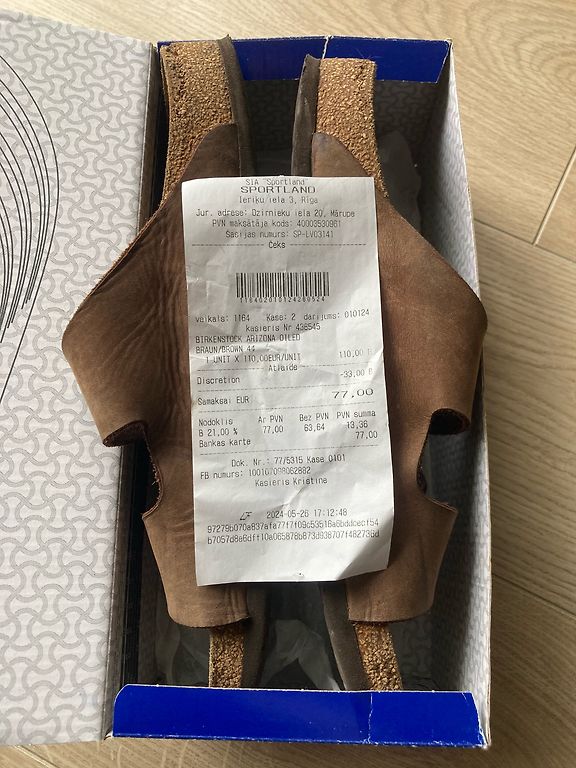 SIA "Sportland"
SPORTLAND
Ieriķu iela 3, Rīga
Jur. adrese: Dzirnieku iela 20, Mārupe
PVN maksātāja kods: 40003530961
Sasijas numurs: SP-LV03141
Čeks
116402010124260524
veikals: 1164 Kase: 2 darījums: 010124
kasieris Nr 436545
BIRKENSTOCK ARIZONA OILED
BRAUN/BROWN 44
1 UNIT X 110,00EUR/UNIT 110,00 B
Atlaide
Discretion -33,00 B
Samaksai EUR 77,00
Nodoklis Ar PVN Bez PVN PVN summa
B 21,00 % 77,00 63,64 13,36
Bankas karte 77,00
Dok. Nr.: 77/5315 Kase 0101
FB numurs: 100167098062882
Kasieris Kristine
2024-05-26 17:12:48